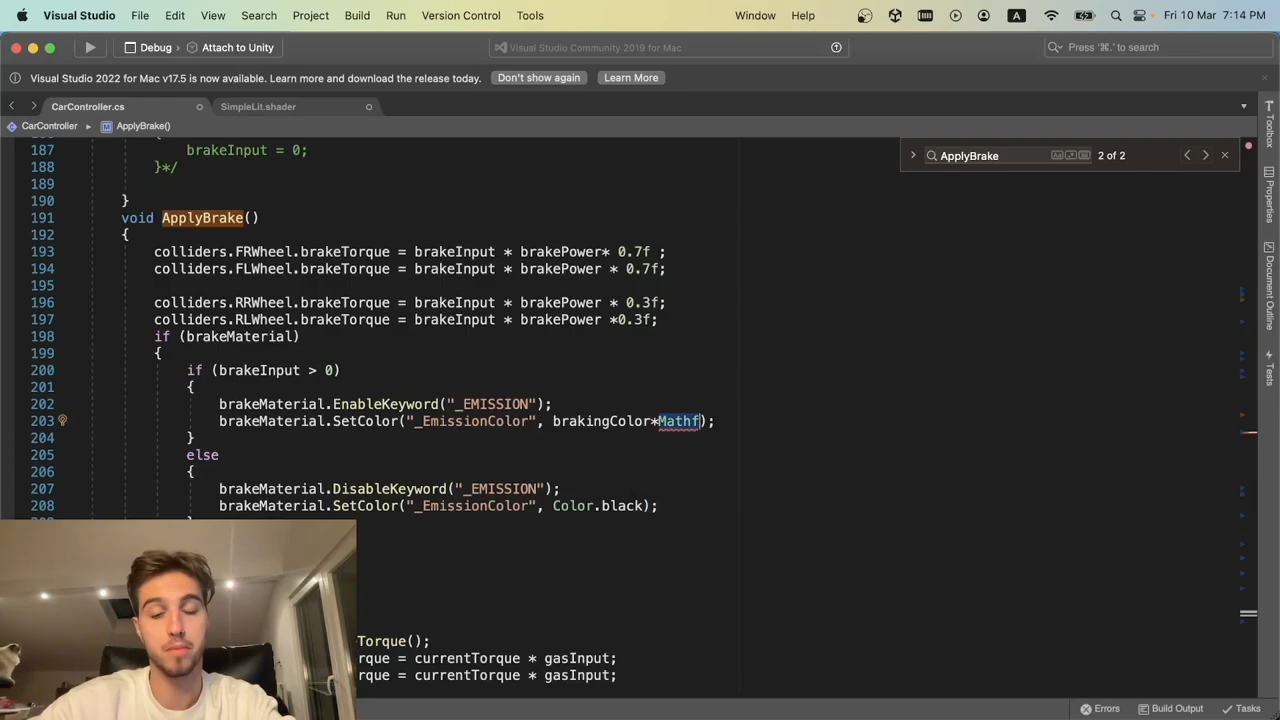 Visual Studio File Edit View Search Project Build Run Version Control Tools Window Help A Fri 10 Mar 7:14 PM
Debug › Attach to Unity Visual Studio Community 2019 for Mac Press '⌘.' to search
Visual Studio 2022 for Mac v17.5 is now available. Learn more and download the release today. Don't show again Learn More
CarController.cs SimpleLit.shader
CarController ApplyBrake()
ApplyBrake 2 of 2
Toolbox
Properties
Document Outline
Tests
187 brakeInput = 0;
188 }*/
189
190 }
191 void ApplyBrake()
192 {
193 colliders.FRWheel.brakeTorque = brakeInput * brakePower* 0.7f ;
194 colliders.FLWheel.brakeTorque = brakeInput * brakePower * 0.7f;
195
196 colliders.RRWheel.brakeTorque = brakeInput * brakePower * 0.3f;
197 colliders.RLWheel.brakeTorque = brakeInput * brakePower *0.3f;
198 if (brakeMaterial)
199 {
200 if (brakeInput > 0)
201 {
202 brakeMaterial.EnableKeyword("_EMISSION");
203 brakeMaterial.SetColor("_EmissionColor", brakingColor*Mathf);
204 }
205 else
206 {
207 brakeMaterial.DisableKeyword("_EMISSION");
208 brakeMaterial.SetColor("_EmissionColor", Color.black);
Torque();
rque = currentTorque * gasInput;
rque = currentTorque * gasInput;
Errors Build Output Tasks